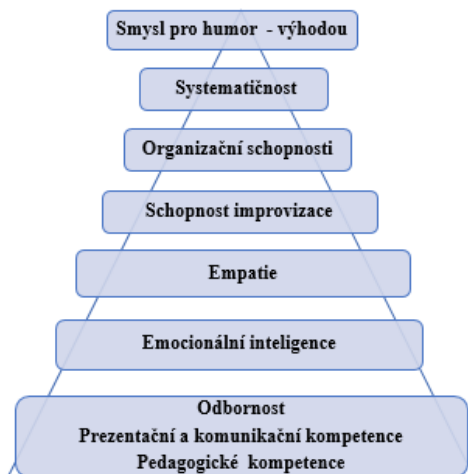 Smysl pro humor - výhodou
Systematičnost
Organizační schopnosti
Schopnost improvizace
Empatie
Emocionální inteligence
Odbornost
Prezentační a komunikační kompetence
Pedagogické kompetence